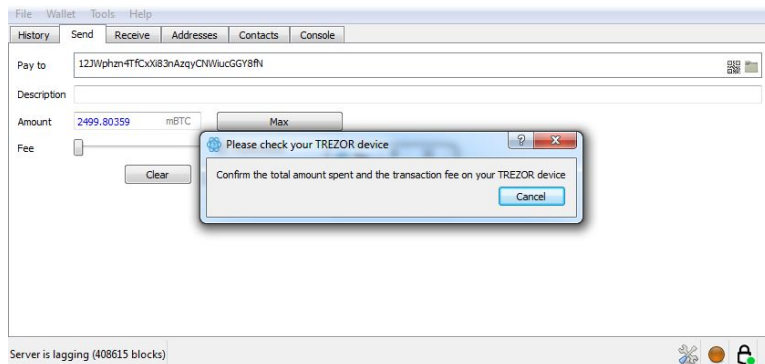 File Wallet Tools Help
History Send Receive Addresses Contacts Console
Pay to 12JWphzn4TfCxXi83nAzqyCNWiucGGY8fN
Description
Amount 2499.80359 mBTC Max
Please check your TREZOR device
Fee
Clear
Confirm the total amount spent and the transaction fee on your TREZOR device
Cancel
Server is lagging (408615 blocks)